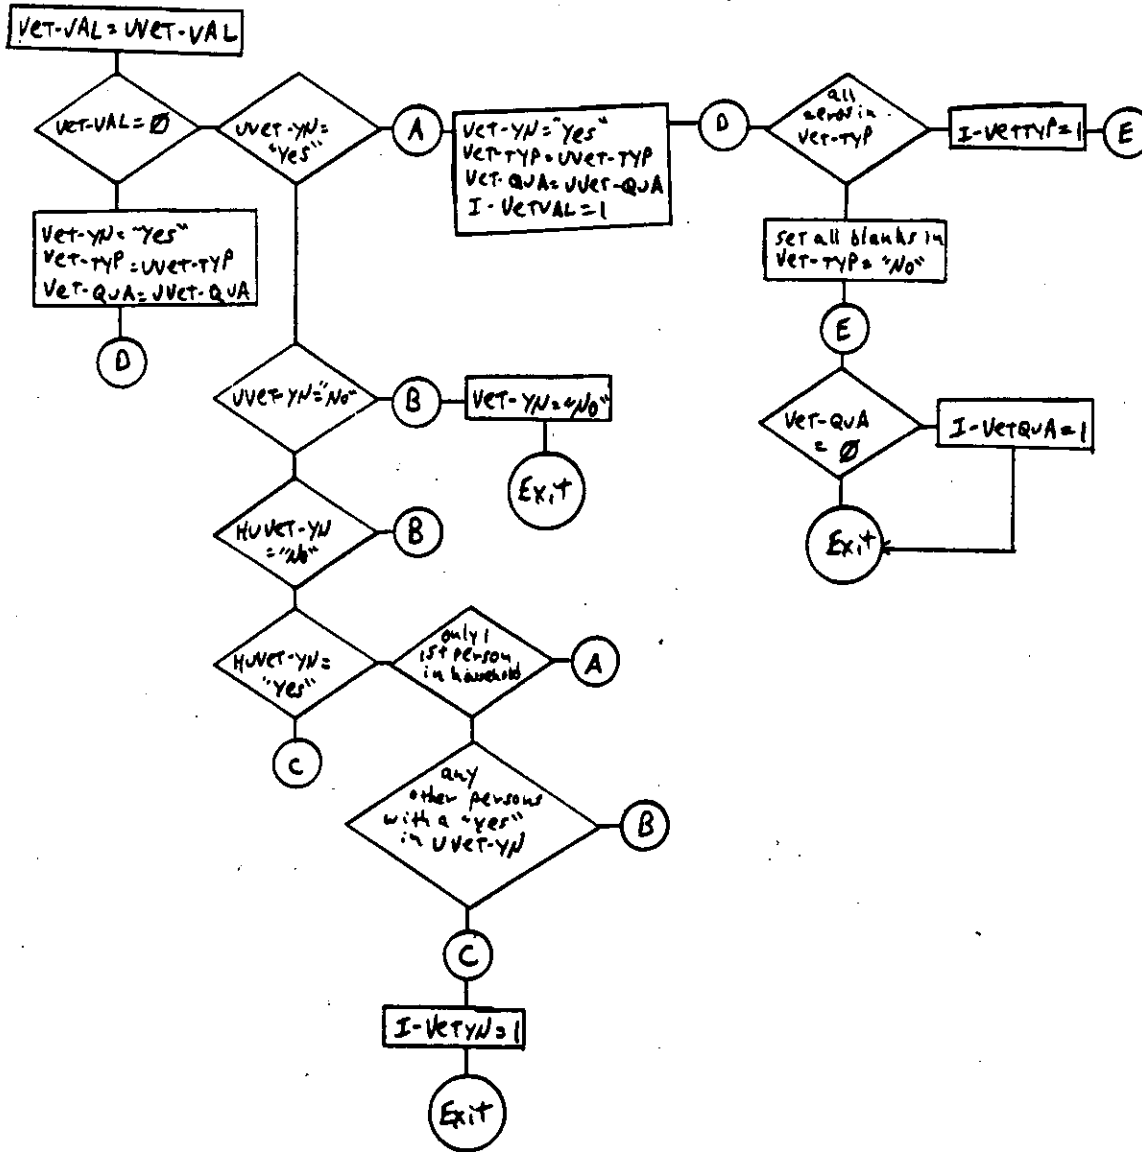 VET-VAL = UVET-VAL
VET-VAL = Ø
UVET-YN =
"Yes"
A
VET-YN = "Yes"
VET-TYP = UVET-TYP
VET-QUA = UVET-QUA
I-VETVAL = 1
D
all
zeros in
VET-TYP
I-VETTYP = 1
E
VET-YN = "Yes"
VET-TYP = UVET-TYP
VET-QUA = UVET-QUA
D
set all blanks in
VET-TYP = "No"
E
UVET-YN = "No"
B
VET-YN = "No"
Exit
VET-QUA
= Ø
I-VETQUA = 1
Exit
HUVET-YN
= "No"
B
HUVET-YN =
"Yes"
only 1
1st person
in household
A
C
any
other persons
with a "yes"
in UVET-YN
B
C
I-VETYN = 1
Exit